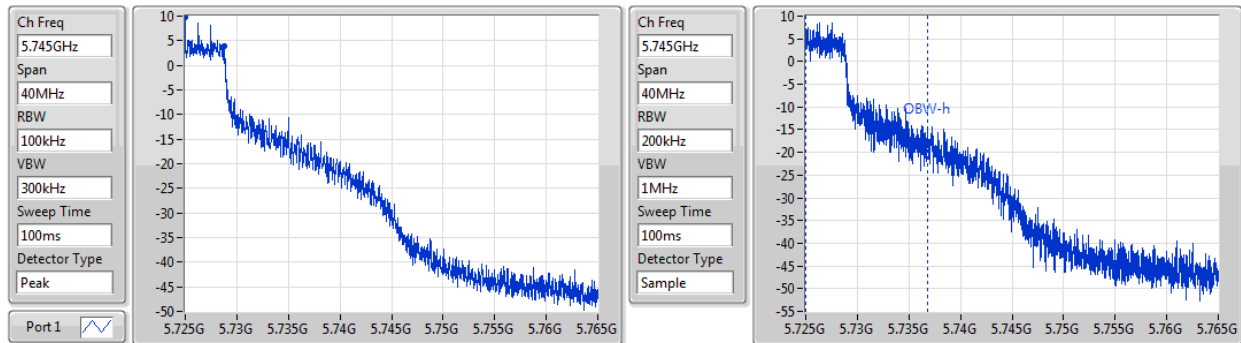 Ch Freq
5.745GHz
Span
40MHz
RBW
100kHz
VBW
300kHz
Sweep Time
100ms
Detector Type
Peak
Port 1
10
5
0
-5
-10
-15
-20
-25
-30
-35
-40
-45
-50
5.725G 5.73G 5.735G 5.74G 5.745G 5.75G 5.755G 5.76G 5.765G
Ch Freq
5.745GHz
Span
40MHz
RBW
200kHz
VBW
1MHz
Sweep Time
100ms
Detector Type
Sample
10
5
0
-5
-10
-15
-20
-25
-30
-35
-40
-45
-50
-55
OBW-h
5.725G 5.73G 5.735G 5.74G 5.745G 5.75G 5.755G 5.76G 5.765G